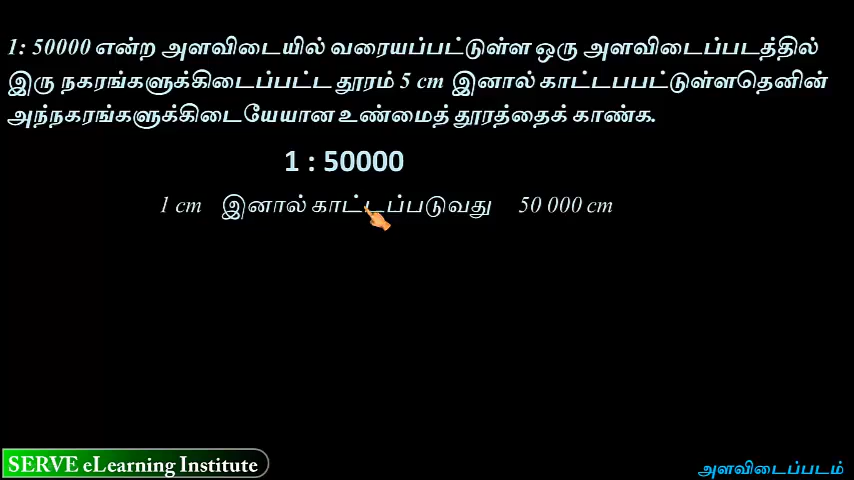 1: 50000 என்ற அளவிடையில் வரையப்பட்டுள்ள ஒரு அளவிடைப்படத்தில்
இரு நகரங்களுக்கிடைப்பட்ட தூரம் 5 cm இனால் காட்டபபட்டுள்ளதெனின்
அந்நகரங்களுக்கிடையேயான உண்மைத் தூரத்தைக் காண்க.
1 : 50000
1 cm இனால் காட்டப்படுவது 50 000 cm
SERVE eLearning Institute
அளவிடைப்படம்